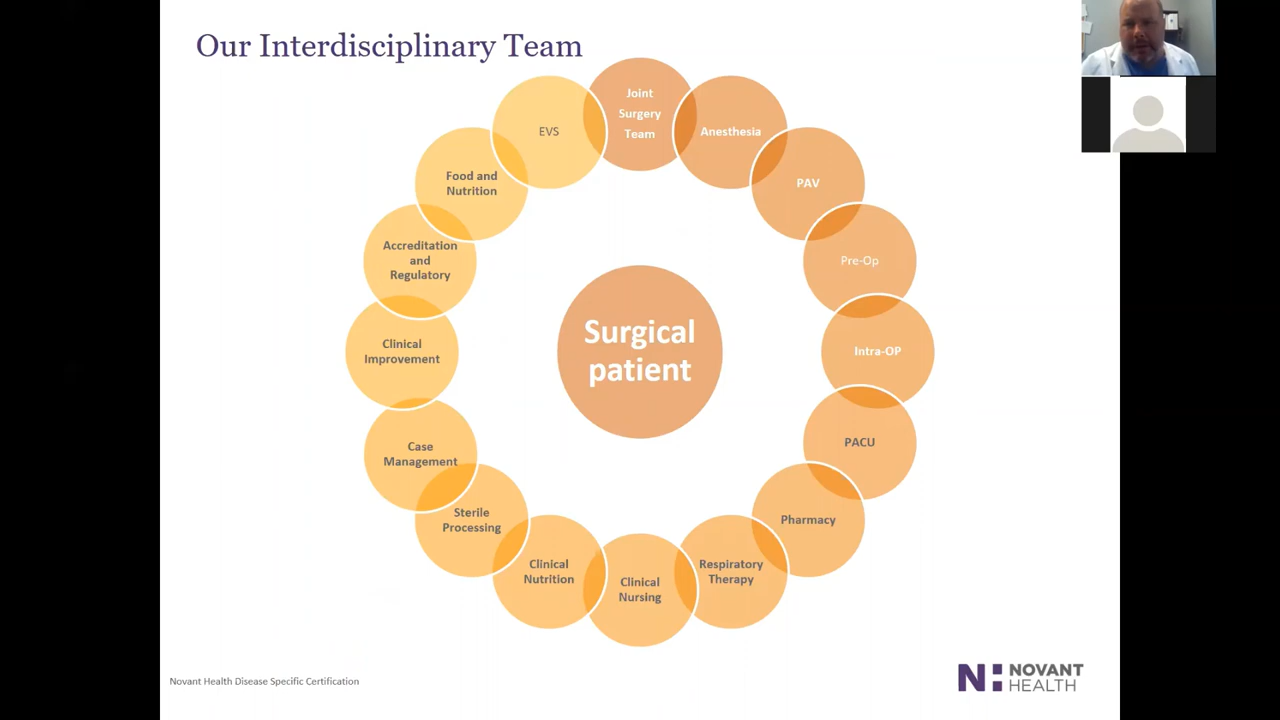 Our Interdisciplinary Team
Joint
Surgery
Team
Anesthesia
PAV
Pre-Op
Intra-OP
PACU
Pharmacy
Respiratory
Therapy
Clinical
Nursing
Clinical
Nutrition
Sterile
Processing
Case
Management
Clinical
Improvement
Accreditation
and
Regulatory
Food and
Nutrition
EVS
Surgical
patient
Novant Health Disease Specific Certification
NOVANT
HEALTH